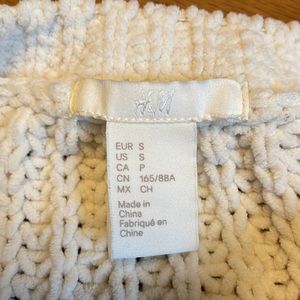 H&M
EUR S
US S
CA P
CN 165/88A
MX CH
Made in
China
Fabriqué en
Chine